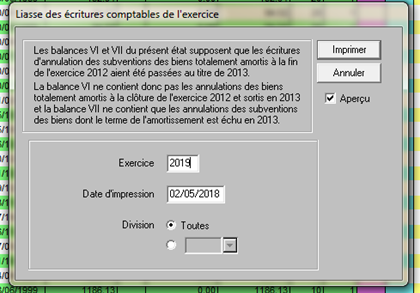 Liasse des écritures comptables de l'exercice
Les balances VI et VII du présent état supposent que les écritures
d'annulation des subventions des biens totalement amortis à la fin
de l'exercice 2012 aient été passées au titre de 2013.
La balance VI ne contient donc pas les annulations des biens
totalement amortis à la clôture de l'exercice 2012 et sortis en 2013
et la balance VII ne contient que les annulations des subventions
des biens dont le terme de l'amortissement est échu en 2013.
Imprimer
Annuler
Aperçu
Exercice 2019
Date d'impression 02/05/2018
Division Toutes
/06/1999 1186.13 0.00 1186.13 10